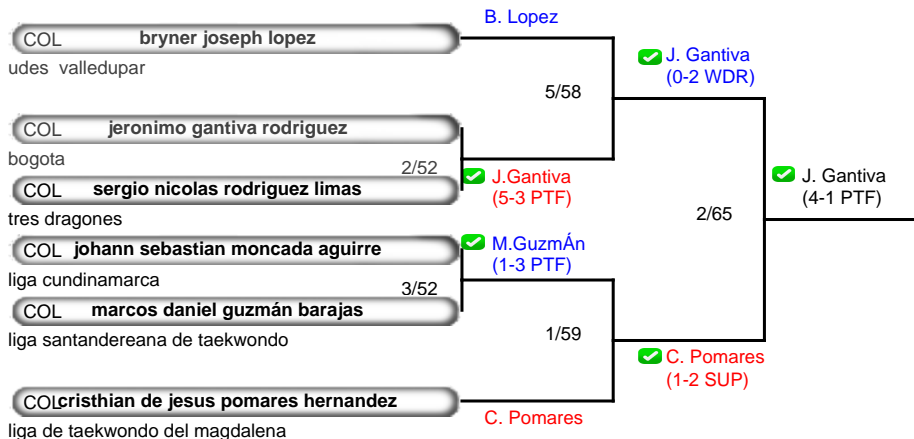 B. Lopez
COL bryner joseph lopez
udes valledupar
J. Gantiva
(0-2 WDR)
5/58
COL jeronimo gantiva rodriguez
bogota
2/52
J.Gantiva
(5-3 PTF)
COL sergio nicolas rodriguez limas
tres dragones
J. Gantiva
(4-1 PTF)
2/65
COL johann sebastian moncada aguirre
liga cundinamarca
M.GuzmÁn
(1-3 PTF)
3/52
COL marcos daniel guzmán barajas
liga santandereana de taekwondo
1/59
C. Pomares
(1-2 SUP)
COL cristhian de jesus pomares hernandez
liga de taekwondo del magdalena
C. Pomares